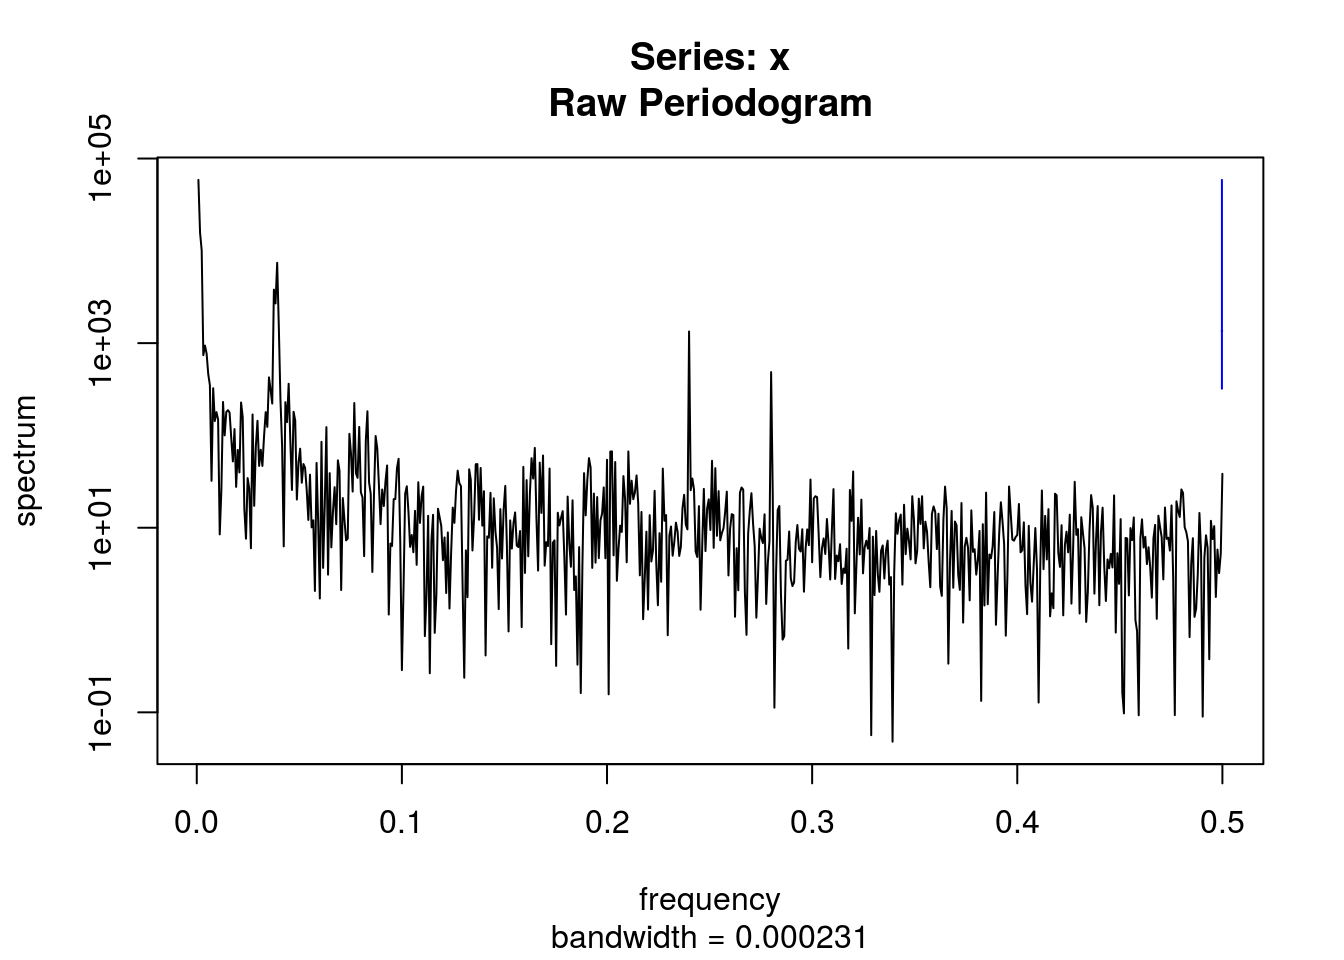 Series: x
Raw Periodogram
1e+05
1e+03
1e+01
1e-01
spectrum
0.0 0.1 0.2 0.3 0.4 0.5
frequency
bandwidth = 0.000231